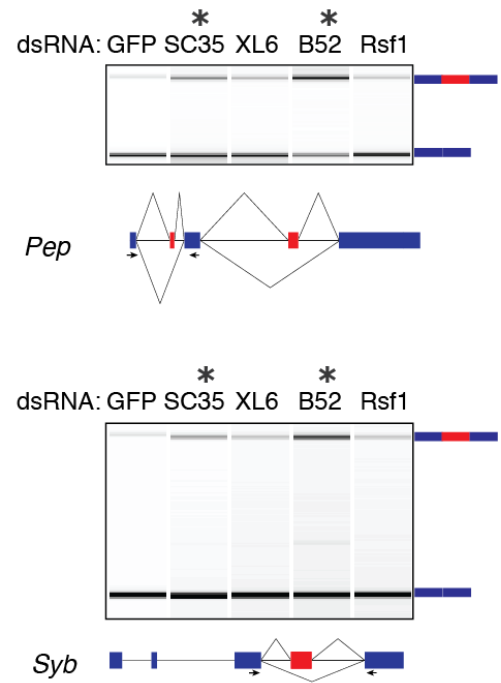 * *
dsRNA: GFP SC35 XL6 B52 Rsf1
Pep
* *
dsRNA: GFP SC35 XL6 B52 Rsf1
Syb